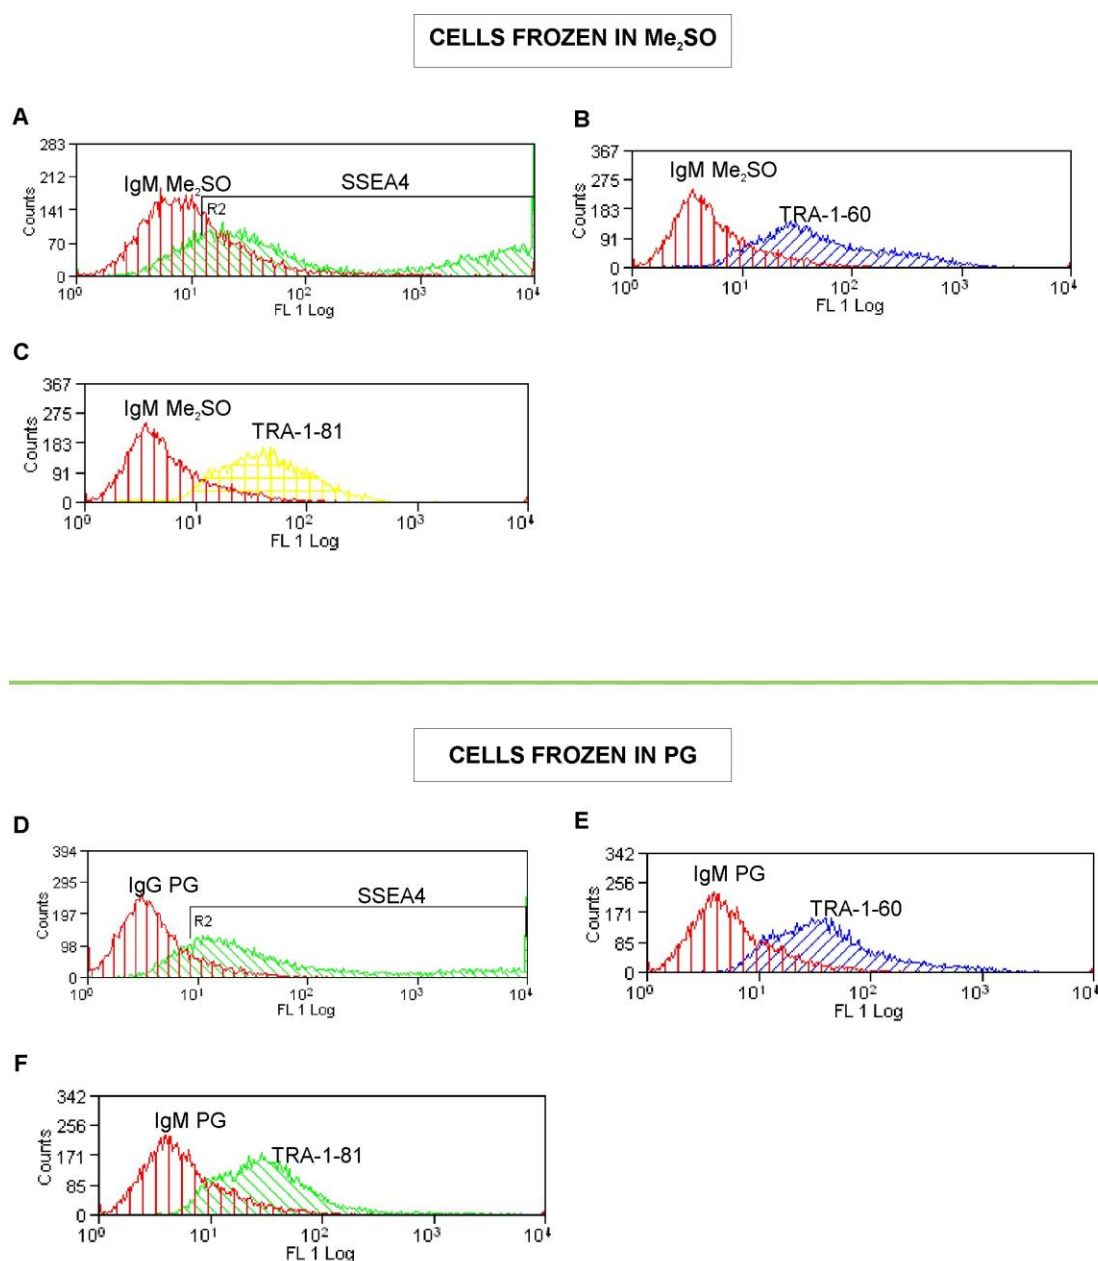 CELLS FROZEN IN Me₂SO
A
283
212
141
70
0
Counts
IgM Me₂SO
SSEA4
R2
10⁰ 10¹ 10² 10³ 10⁴
FL 1 Log
B
367
275
183
91
0
Counts
IgM Me₂SO
TRA-1-60
10⁰ 10¹ 10² 10³ 10⁴
FL 1 Log
C
367
275
183
91
0
Counts
IgM Me₂SO
TRA-1-81
10⁰ 10¹ 10² 10³ 10⁴
FL 1 Log
CELLS FROZEN IN PG
D
394
295
197
98
0
Counts
IgG PG
SSEA4
R2
10⁰ 10¹ 10² 10³ 10⁴
FL 1 Log
E
342
256
171
85
0
Counts
IgM PG
TRA-1-60
10⁰ 10¹ 10² 10³ 10⁴
FL 1 Log
F
342
256
171
85
0
Counts
IgM PG
TRA-1-81
10⁰ 10¹ 10² 10³ 10⁴
FL 1 Log